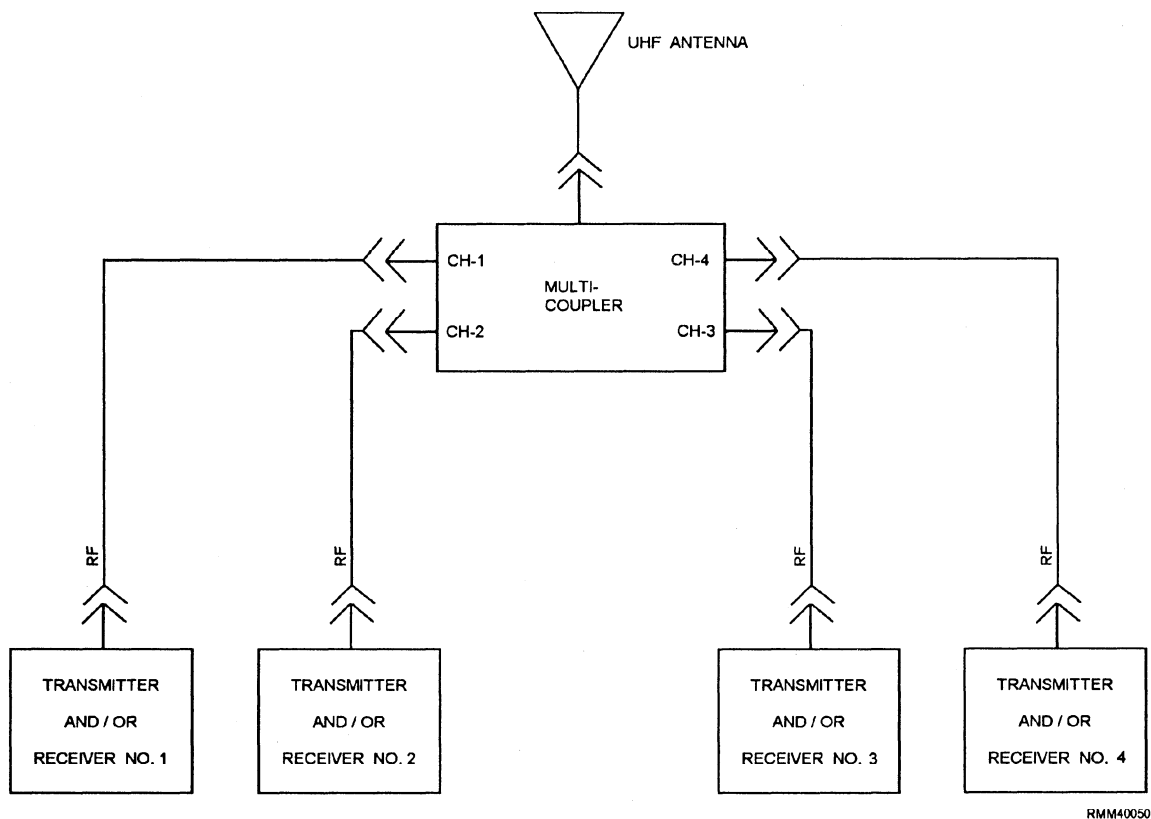 UHF ANTENNA
CH-1
CH-4
MULTI-
COUPLER
CH-2
CH-3
RF
RF
RF
RF
TRANSMITTER
AND / OR
RECEIVER NO. 1
TRANSMITTER
AND / OR
RECEIVER NO. 2
TRANSMITTER
AND / OR
RECEIVER NO. 3
TRANSMITTER
AND / OR
RECEIVER NO. 4
RMM40050